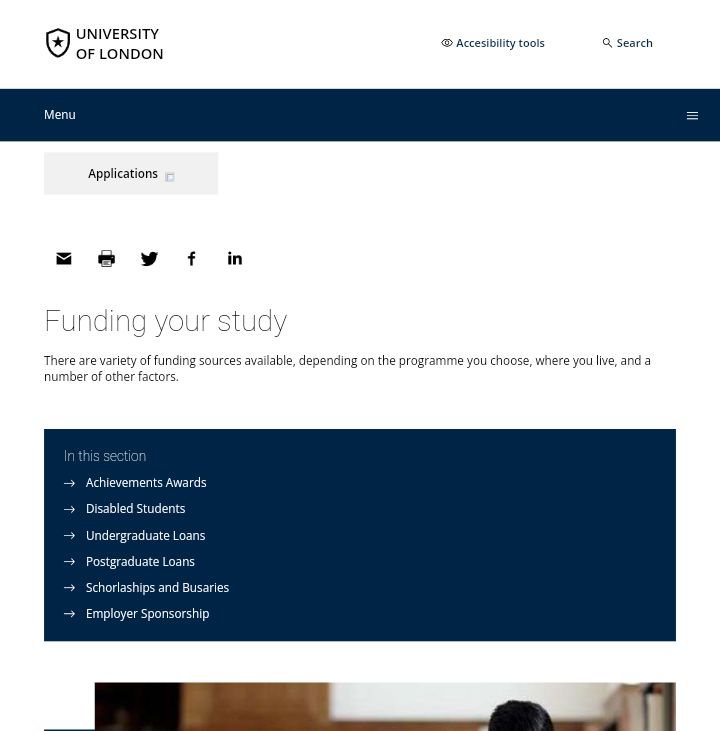 UNIVERSITY
OF LONDON
Accesibility tools
Search
Menu
Applications
Funding your study
There are variety of funding sources available, depending on the programme you choose, where you live, and a
number of other factors.
In this section
Achievements Awards
Disabled Students
Undergraduate Loans
Postgraduate Loans
Schorlaships and Busaries
Employer Sponsorship